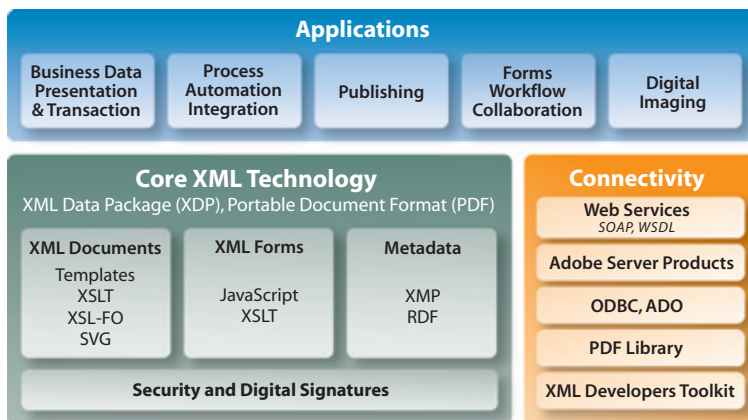 Applications
Business Data
Presentation
& Transaction
Process
Automation
Integration
Publishing
Forms
Workflow
Collaboration
Digital
Imaging
Core XML Technology
XML Data Package (XDP), Portable Document Format (PDF)
XML Documents
Templates
XSLT
XSL-FO
SVG
XML Forms
JavaScript
XSLT
Metadata
XMP
RDF
Security and Digital Signatures
Connectivity
Web Services
SOAP, WSDL
Adobe Server Products
ODBC, ADO
PDF Library
XML Developers Toolkit